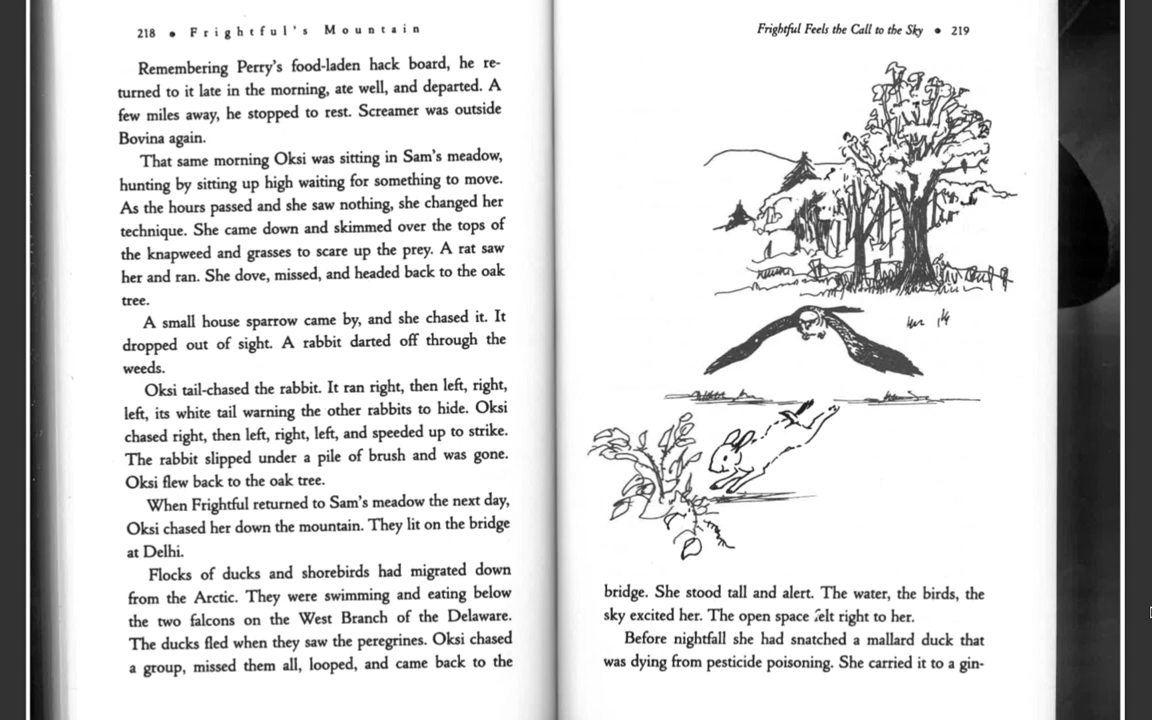 218 • Frightful's Mountain
Remembering Perry's food-laden hack board, he re-
turned to it late in the morning, ate well, and departed. A
few miles away, he stopped to rest. Screamer was outside
Bovina again.
That same morning Oksi was sitting in Sam's meadow,
hunting by sitting up high waiting for something to move.
As the hours passed and she saw nothing, she changed her
technique. She came down and skimmed over the tops of
the knapweed and grasses to scare up the prey. A rat saw
her and ran. She dove, missed, and headed back to the oak
tree.
A small house sparrow came by, and she chased it. It
dropped out of sight. A rabbit darted off through the
weeds.
Oksi tail-chased the rabbit. It ran right, then left, right,
left, its white tail warning the other rabbits to hide. Oksi
chased right, then left, right, left, and speeded up to strike.
The rabbit slipped under a pile of brush and was gone.
Oksi flew back to the oak tree.
When Frightful returned to Sam's meadow the next day,
Oksi chased her down the mountain. They lit on the bridge
at Delhi.
Flocks of ducks and shorebirds had migrated down
from the Arctic. They were swimming and eating below
the two falcons on the West Branch of the Delaware.
The ducks fled when they saw the peregrines. Oksi chased
a group, missed them all, looped, and came back to the
Frightful Feels the Call to the Sky • 219
bridge. She stood tall and alert. The water, the birds, the
sky excited her. The open space felt right to her.
Before nightfall she had snatched a mallard duck that
was dying from pesticide poisoning. She carried it to a gin-